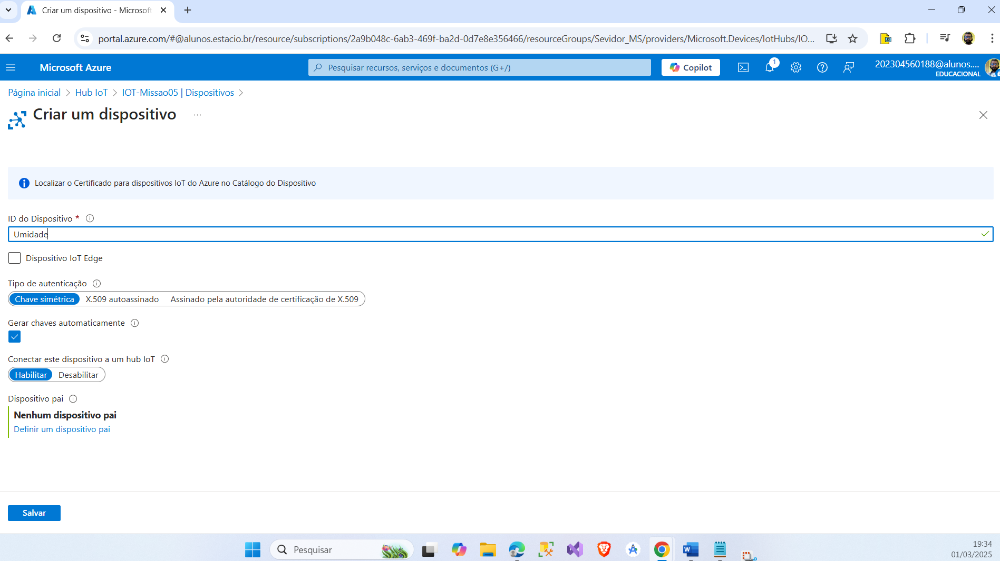 Criar um dispositivo - Microsoft
portal.azure.com/#@alunos.estacio.br/resource/subscriptions/2a9b048c-6ab3-469f-ba2d-0d7e8e356466/resourceGroups/Sevidor_MS/providers/Microsoft.Devices/IotHubs/IO...
JS
Microsoft Azure
Pesquisar recursos, serviços e documentos (G+/)
Copilot
1
202304560188@alunos....
EDUCACIONAL
Página inicial > Hub IoT > IOT-Missao05 | Dispositivos >
Criar um dispositivo ...
Localizar o Certificado para dispositivos IoT do Azure no Catálogo do Dispositivo
ID do Dispositivo *
Umidade
Dispositivo IoT Edge
Tipo de autenticação
Chave simétrica X.509 autoassinado Assinado pela autoridade de certificação de X.509
Gerar chaves automaticamente
Conectar este dispositivo a um hub IoT
Habilitar Desabilitar
Dispositivo pai
Nenhum dispositivo pai
Definir um dispositivo pai
Salvar
Pesquisar
19:34
01/03/2025